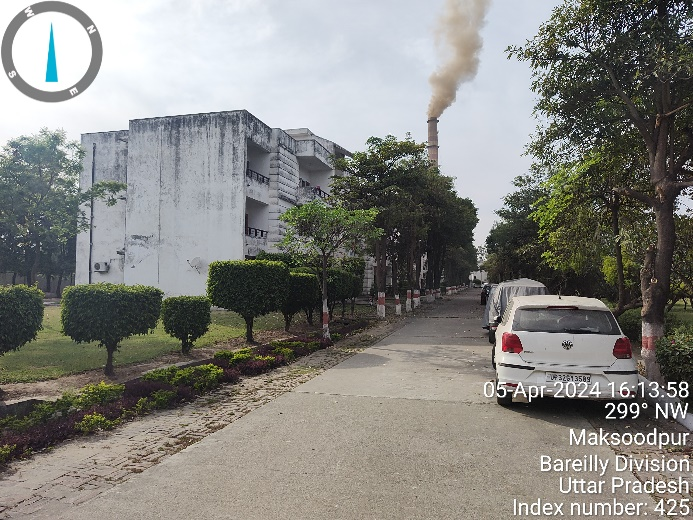 N
W
S
E
05-Apr-2024 16:13:58
299° NW
Maksoodpur
Bareilly Division
Uttar Pradesh
Index number: 425